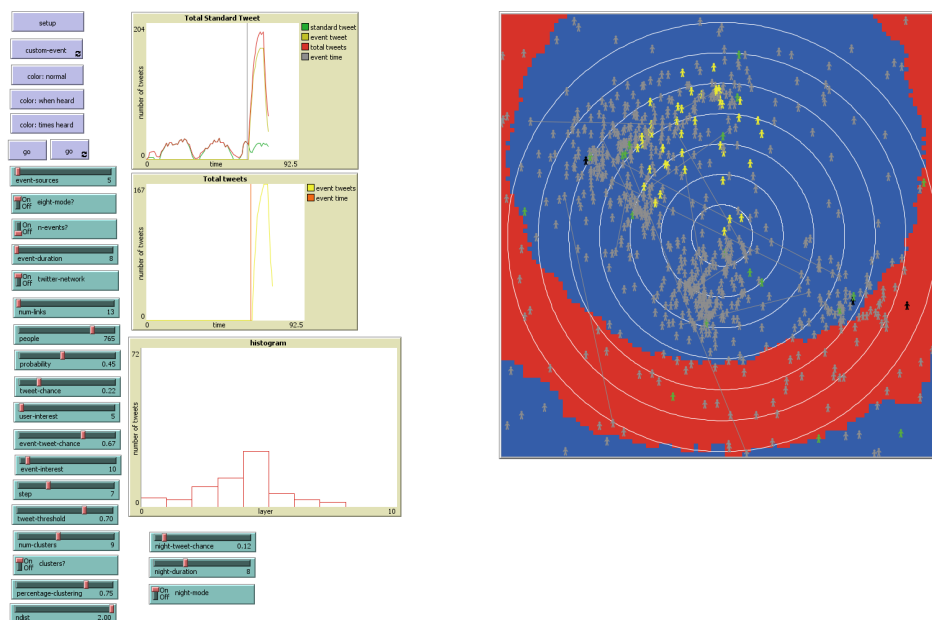 setup
custom-event
color: normal
color: when heard
color: times heard
go
go
event-sources 5
On
Off
eight-mode?
On
Off
n-events?
event-duration 8
On
Off
twitter-network
num-links 13
people 765
probability 0.45
tweet-chance 0.22
user-interest 5
event-tweet-chance 0.67
event-interest 10
step 7
tweet-threshold 0.70
num-clusters 9
On
Off
clusters?
percentage-clustering 0.75
ndist 2.00
Total Standard Tweet
204
number of tweets
0
0
time
92.5
standard tweet
event tweet
total tweets
event time
Total tweets
167
number of tweets
0
0
time
92.5
event tweets
event time
histogram
72
number of tweets
0
0
layer
10
night-tweet-chance 0.12
night-duration 8
On
Off
night-mode